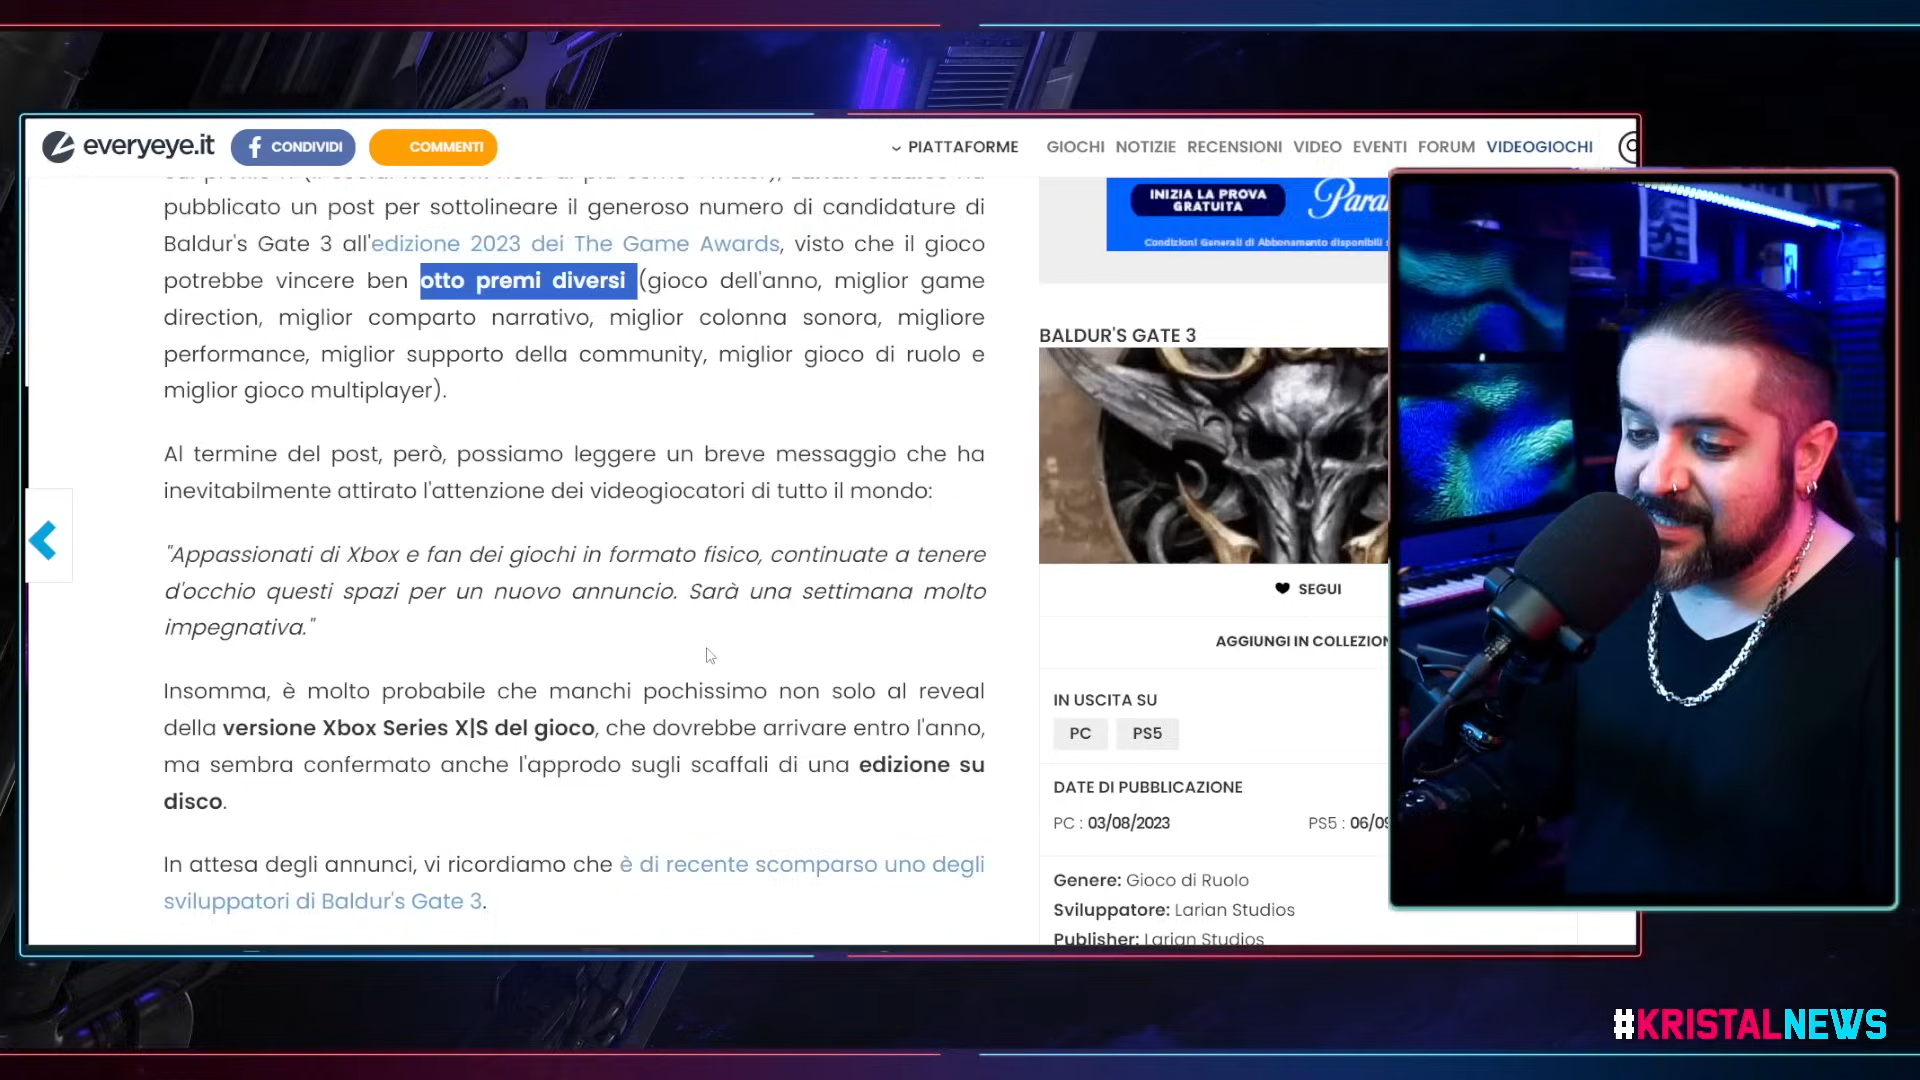 everyeye.it
CONDIVIDI
COMMENTI
PIATTAFORME
GIOCHI
NOTIZIE
RECENSIONI
VIDEO
EVENTI
FORUM
VIDEOGIOCHI
pubblicato un post per sottolineare il generoso numero di candidature di
Baldur's Gate 3 all'edizione 2023 dei The Game Awards, visto che il gioco
potrebbe vincere ben otto premi diversi (gioco dell'anno, miglior game
direction, miglior comparto narrativo, miglior colonna sonora, migliore
performance, miglior supporto della community, miglior gioco di ruolo e
miglior gioco multiplayer).
Al termine del post, però, possiamo leggere un breve messaggio che ha
inevitabilmente attirato l'attenzione dei videogiocatori di tutto il mondo:
"Appassionati di Xbox e fan dei giochi in formato fisico, continuate a tenere
d'occhio questi spazi per un nuovo annuncio. Sarà una settimana molto
impegnativa."
Insomma, è molto probabile che manchi pochissimo non solo al reveal
della versione Xbox Series X|S del gioco, che dovrebbe arrivare entro l'anno,
ma sembra confermato anche l'approdo sugli scaffali di una edizione su
disco.
In attesa degli annunci, vi ricordiamo che è di recente scomparso uno degli
sviluppatori di Baldur's Gate 3.
INIZIA LA PROVA
GRATUITA
Condizioni Generali di Abbonamento disponibili
BALDUR'S GATE 3
SEGUI
AGGIUNGI IN
IN USCITA SU
PC
PS5
DATE DI PUBBLICAZIONE
PC : 03/08/2023
PS5 : 06/09
Genere: Gioco di Ruolo
Sviluppatore: Larian Studios
Publisher: Larian Studios
#KRISTALNEWS